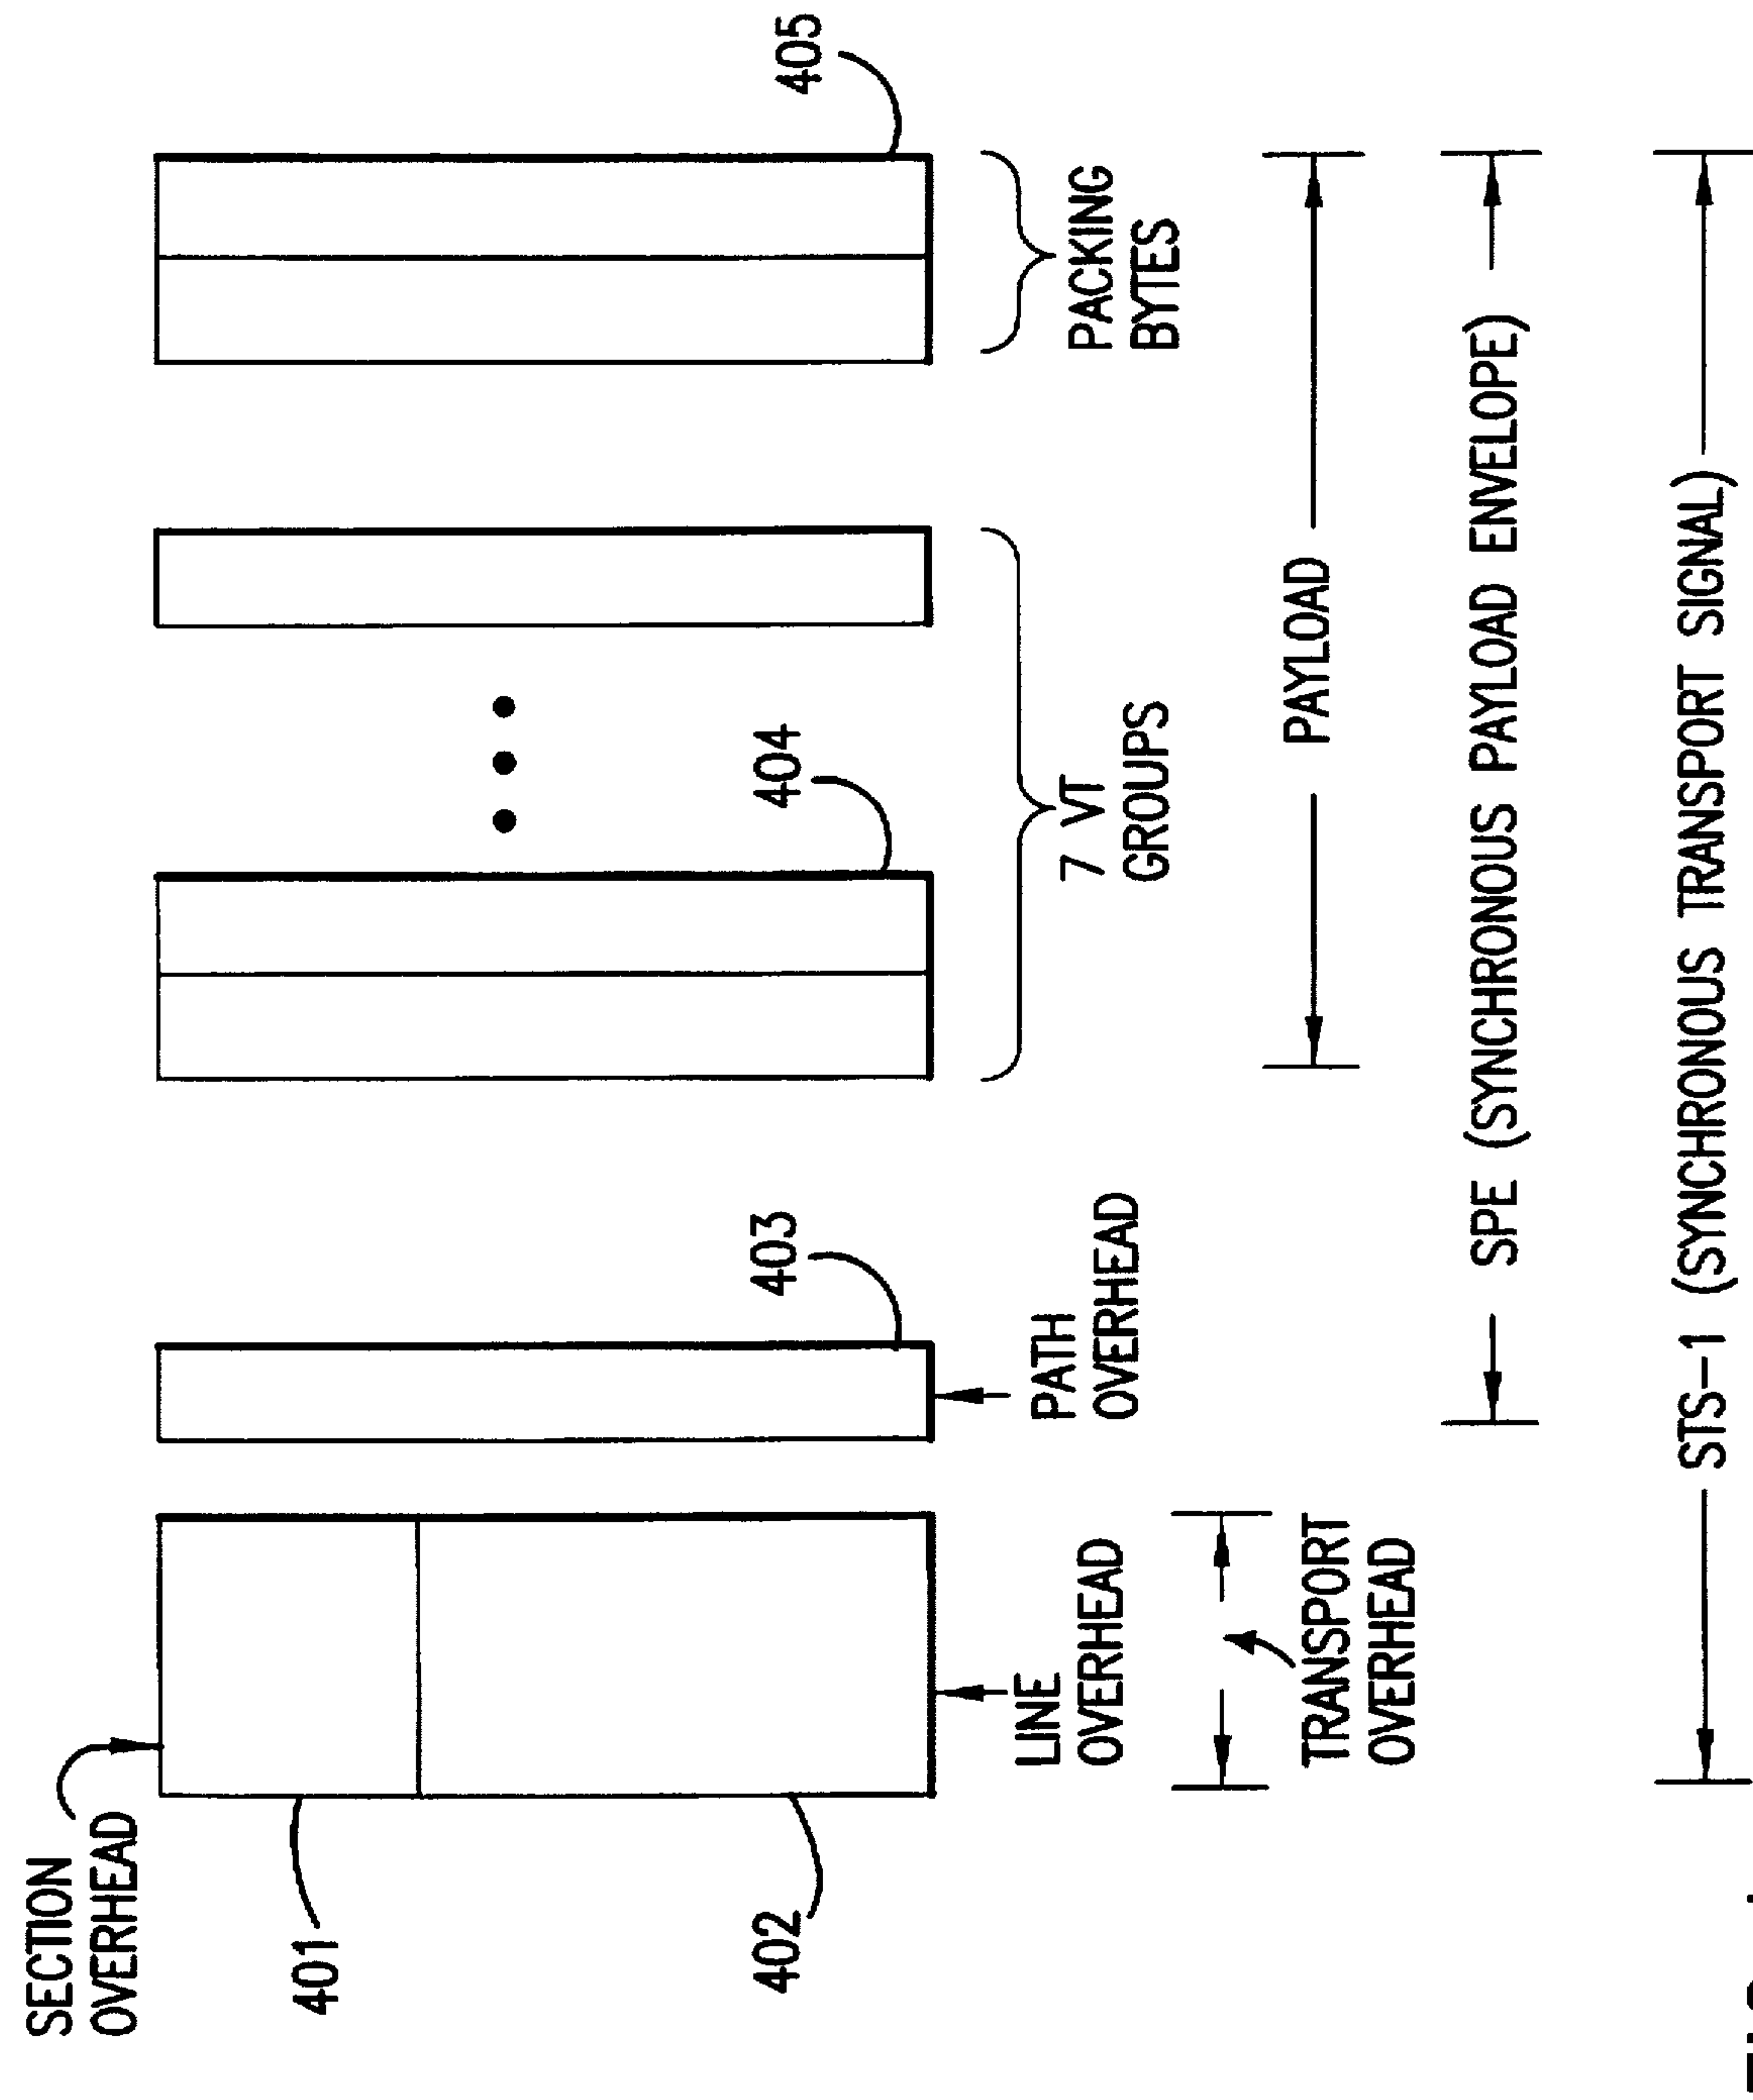 SECTION
OVERHEAD
401
402
403
404
405
LINE
OVERHEAD
PATH
OVERHEAD
7 VT
GROUPS
PACKING
BYTES
TRANSPORT
OVERHEAD
PAYLOAD
SPE (SYNCHRONOUS PAYLOAD ENVELOPE)
STS-1 (SYNCHRONOUS TRANSPORT SIGNAL)